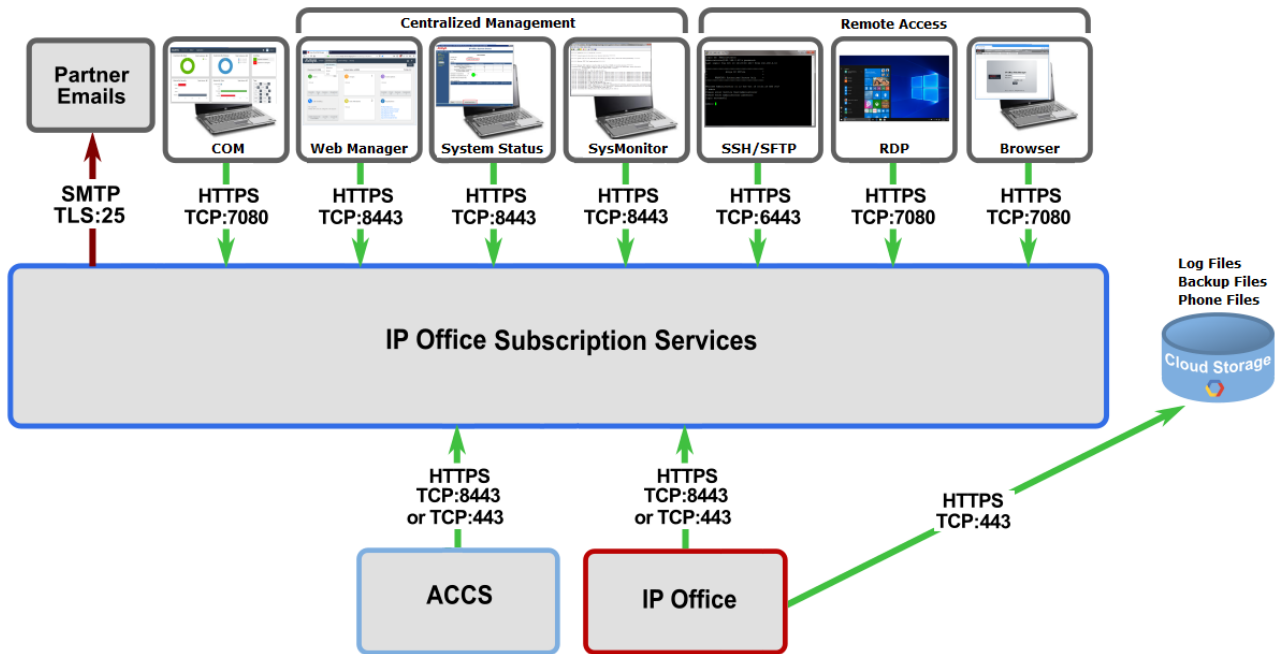 Centralized Management
Remote Access
Partner
Emails
COM
Web Manager
System Status
SysMonitor
SSH/SFTP
RDP
Browser
SMTP
TLS:25
HTTPS
TCP:7080
HTTPS
TCP:8443
HTTPS
TCP:8443
HTTPS
TCP:8443
HTTPS
TCP:6443
HTTPS
TCP:7080
HTTPS
TCP:7080
IP Office Subscription Services
Log Files
Backup Files
Phone Files
Cloud Storage
HTTPS
TCP:8443
or TCP:443
HTTPS
TCP:8443
or TCP:443
HTTPS
TCP:443
ACCS
IP Office